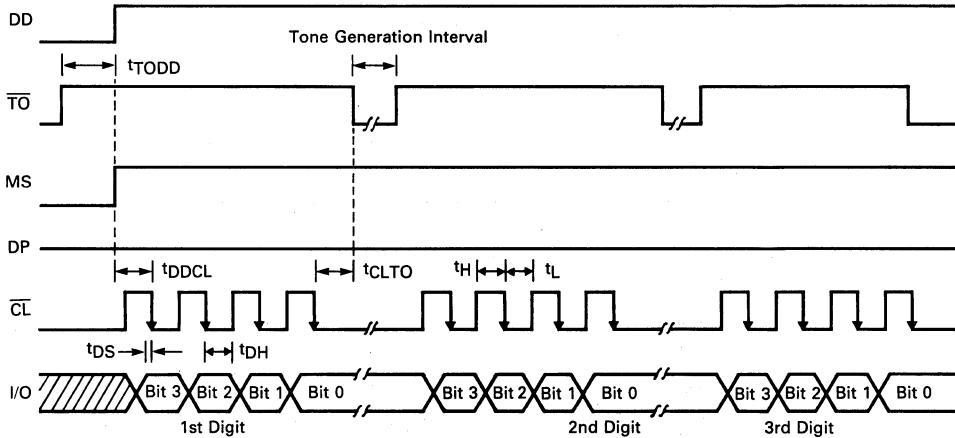 DD
Tone Generation Interval
tTODD
TO
MS
DP
tDDCL
tCLTO
tH
tL
CL
tDS
tDH
I/O
Bit 3
Bit 2
Bit 1
Bit 0
Bit 3
Bit 2
Bit 1
Bit 0
Bit 3
Bit 2
Bit 1
Bit 0
1st Digit
2nd Digit
3rd Digit